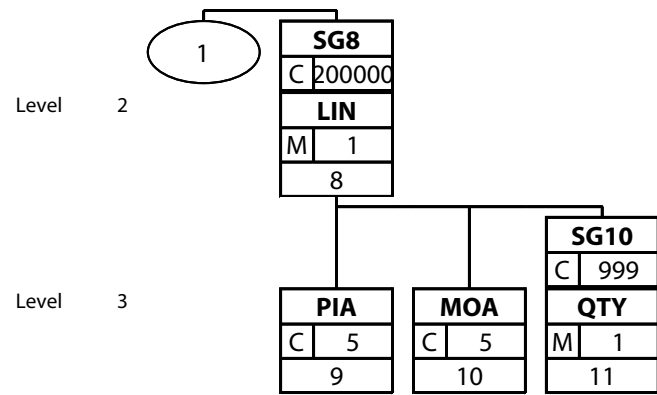 1
SG8
C 200000
Level 2
LIN
M 1
8
SG10
C 999
Level 3
PIA
MOA
QTY
C 5
C 5
M 1
9
10
11